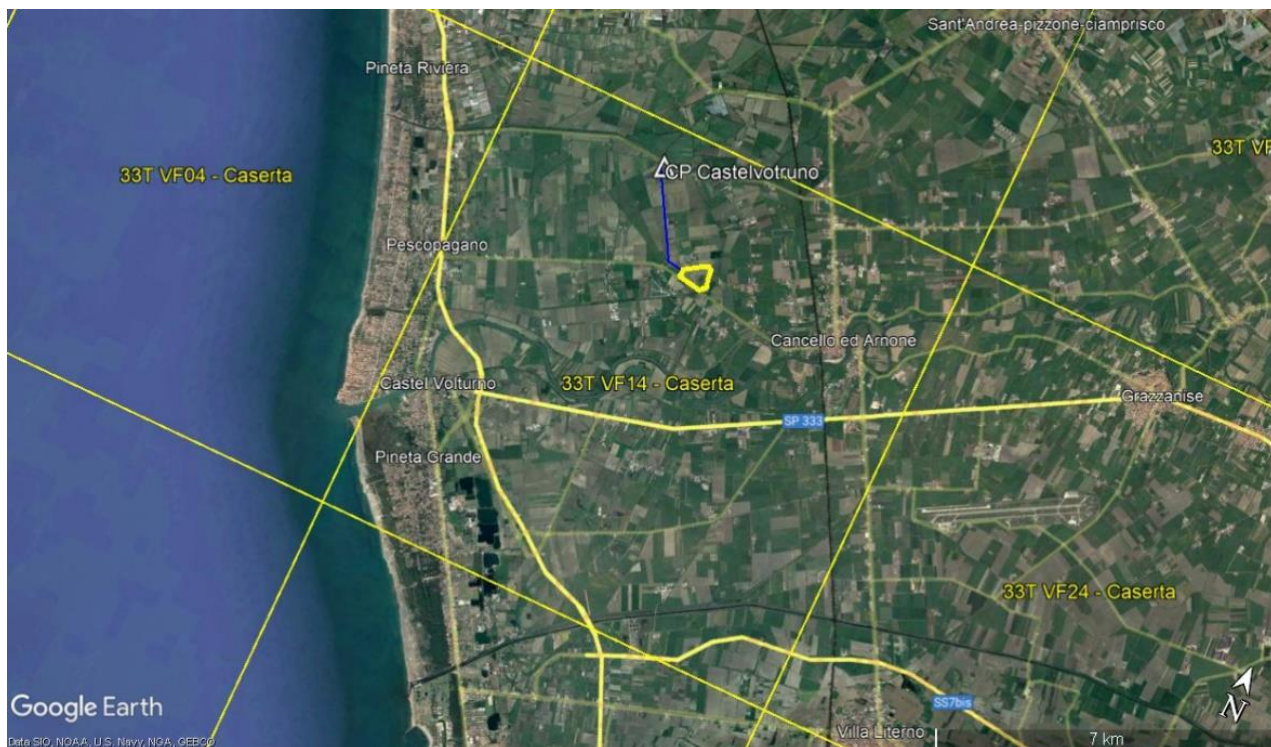 Sant'Andrea-pizzone-ciamprisco
Pineta Riviera
33T VF
33T VF04 - Caserta
CP Castelvotruno
Pescopagano
Cancello ed Arnone
33T VF14 - Caserta
Castel Volturno
Grazzanise
SP 333
Pineta Grande
33T VF24 - Caserta
Google Earth
SS7bis
N
Villa Literno
7 km
Data SIO, NOAA, U.S. Navy, NGA, GEBCO